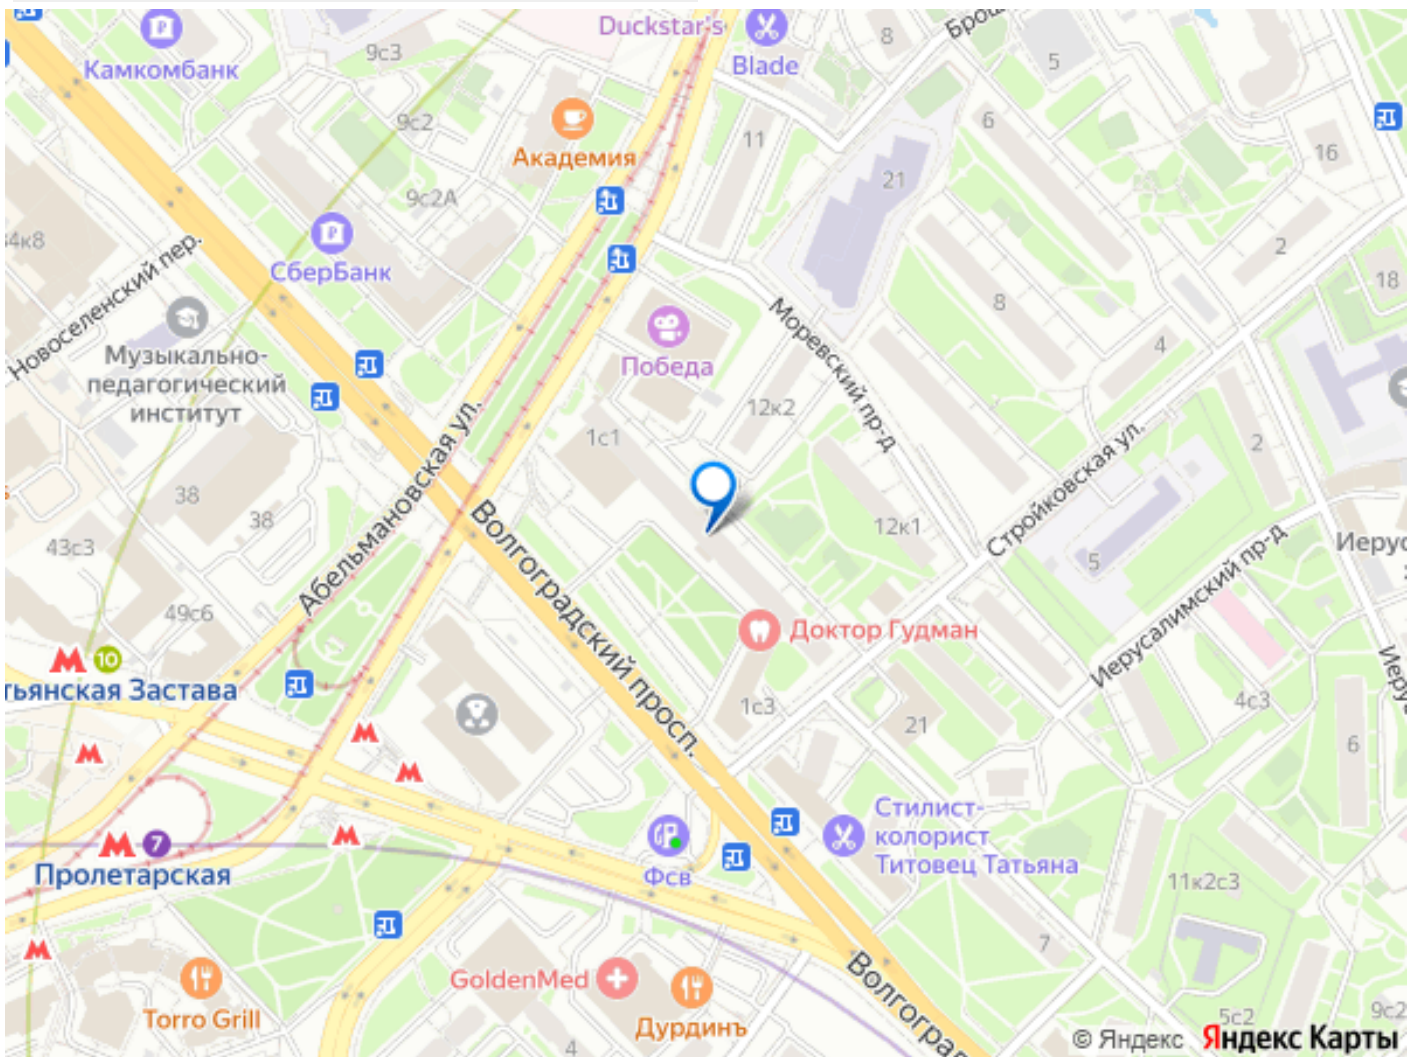 Duckstar's
Камкомбанк
9с3
Blade
8
5
9с2
Академия
11
6
16
21
9с2А
34к8
Новоселенский пер.
СберБанк
2
18
8
Музыкально-
педагогический
институт
Победа
Моревский пр-д
4
12к2
1с1
Абельмановская ул.
2
38
38
Стройковская ул.
12к1
43с3
Волгоградский просп.
5
Иерусалимский пр-д
49с6
Доктор Гудман
10
тьянская Застава
1с3
21
4с3
6
7
Пролетарская
Фсв
Стилист-
колорист
Титовец Татьяна
11к2с3
7
GoldenMed
Torro Grill
Дурдинъ
4
Волгоград
5с2
9с2
© Яндекс Яндекс Карты